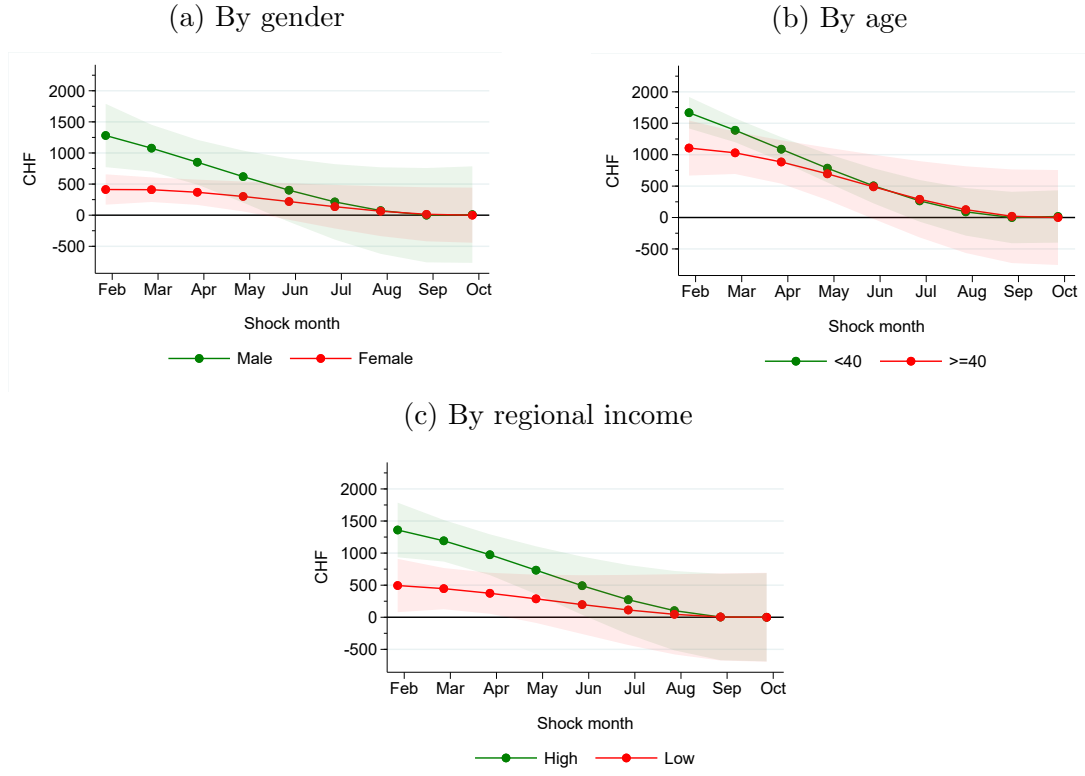 (a) By gender
2000
1500
1000
500
0
-500
CHF
Feb Mar Apr May Jun Jul Aug Sep Oct
Shock month
Male Female
(b) By age
2000
1500
1000
500
0
-500
CHF
Feb Mar Apr May Jun Jul Aug Sep Oct
Shock month
<40 >=40
(c) By regional income
2000
1500
1000
500
0
-500
CHF
Feb Mar Apr May Jun Jul Aug Sep Oct
Shock month
High Low